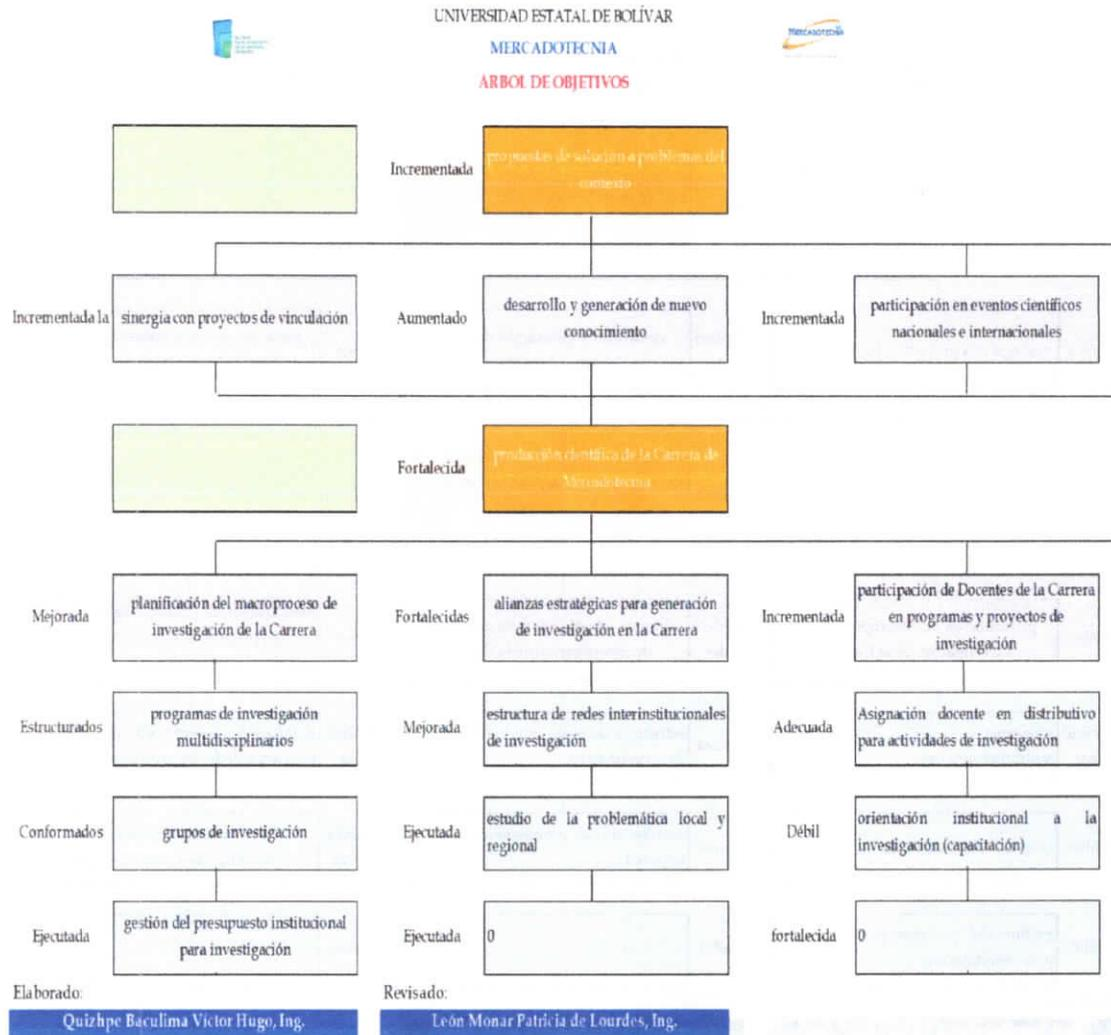 UNIVERSIDAD ESTATAL DE BOLÍVAR
MERCADOTECNIA
MERCADOTECNIA
ARBOL DE OBJETIVOS
Incrementada
propuestas de solución a problemas del
contexto
Incrementada la
sinergia con proyectos de vinculación
Aumentado
desarrollo y generación de nuevo
conocimiento
Incrementada
participación en eventos científicos
nacionales e internacionales
Fortalecida
producción científica de la Carrera de
Mercadotecnia
Mejorada
planificación del macroproceso de
investigación de la Carrera
Fortalecidas
alianzas estratégicas para generación
de investigación en la Carrera
Incrementada
participación de Docentes de la Carrera
en programas y proyectos de
investigación
Estructurados
programas de investigación
multidisciplinarios
Mejorada
estructura de redes interinstitucionales
de investigación
Adecuada
Asignación docente en distributivo
para actividades de investigación
Conformados
grupos de investigación
Ejecutada
estudio de la problemática local y
regional
Débil
orientación institucional a la
investigación (capacitación)
Ejecutada
gestión del presupuesto institucional
para investigación
Ejecutada
0
fortalecida
0
Elaborado:
Quizhpe Baculima Víctor Hugo, Ing.
Revisado:
León Monar Patricia de Lourdes, Ing.